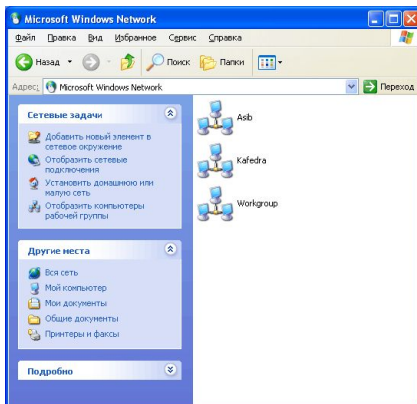 Microsoft Windows Network
Файл Правка Вид Избранное Сервис Справка
Назад Поиск Папки
Адрес: Microsoft Windows Network Переход
Сетевые задачи
Добавить новый элемент в
сетевое окружение
Отобразить сетевые
подключения
Установить домашнюю или
малую сеть
Отобразить компьютеры
рабочей группы
Другие места
Вся сеть
Мой компьютер
Мои документы
Общие документы
Принтеры и факсы
Подробно
Asib
Kafedra
Workgroup